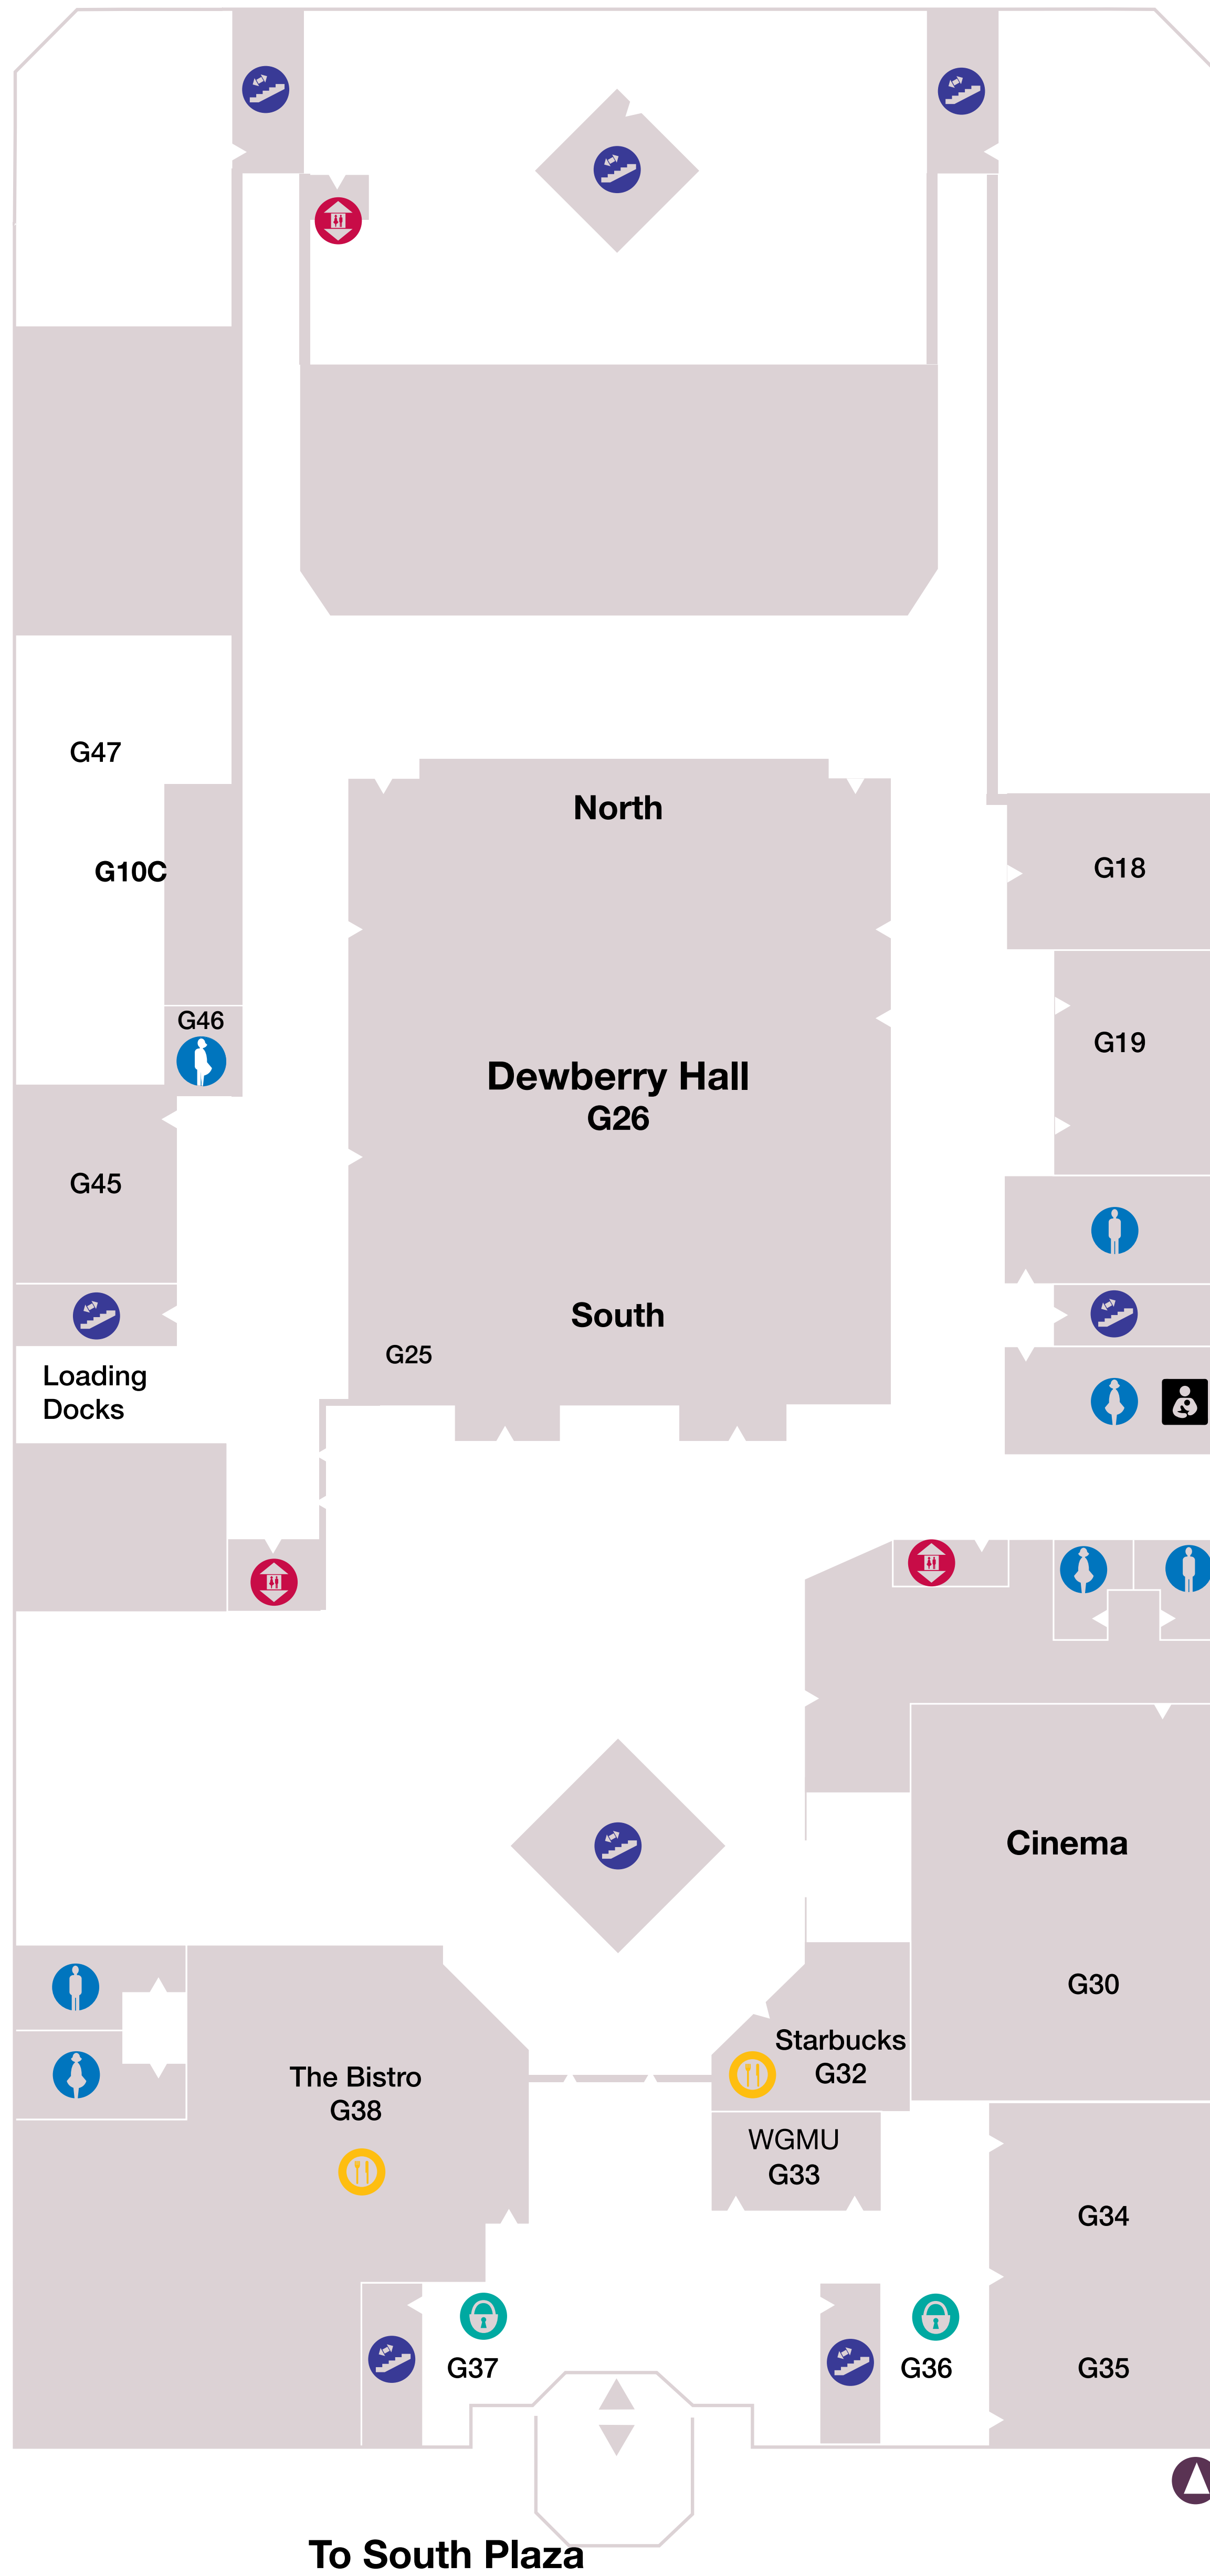 G47
North
G10C
G18
G46
G19
Dewberry Hall
G26
G45
South
G25
Loading
Docks
Cinema
G30
Starbucks
G32
The Bistro
G38
WGMU
G33
G34
G37
G36
G35
To South Plaza